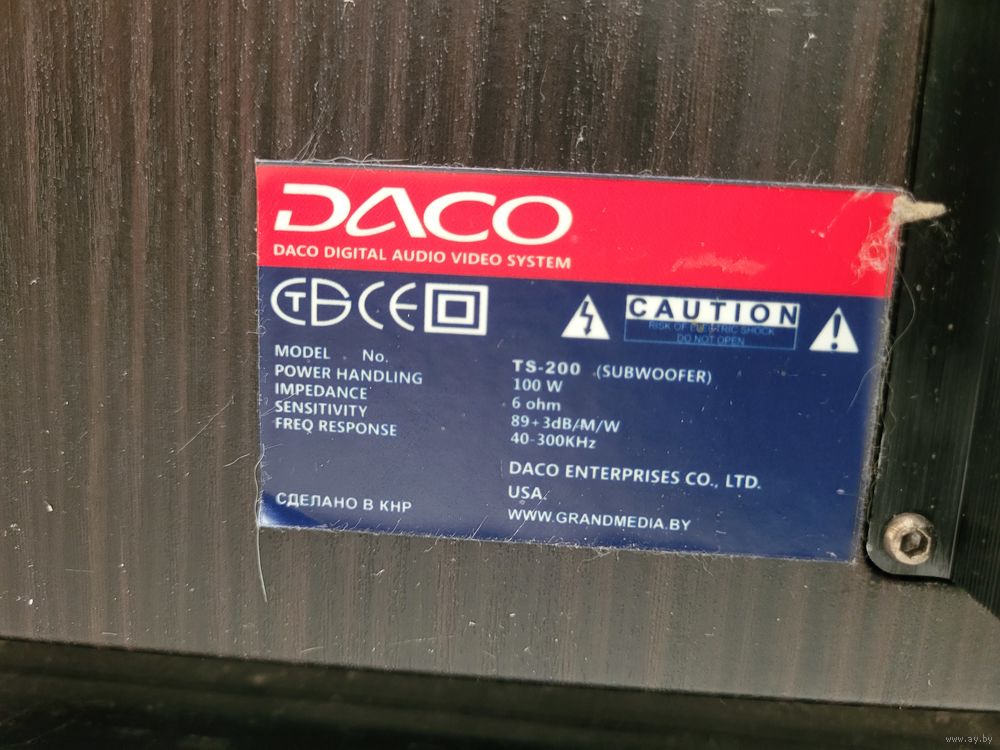 DACO
DACO DIGITAL AUDIO VIDEO SYSTEM
СТБ CE
CAUTION
RISK OF ELECTRIC SHOCK
DO NOT OPEN
MODEL No. TS-200 (SUBWOOFER)
POWER HANDLING 100 W
IMPEDANCE 6 ohm
SENSITIVITY 89+3dB/M/W
FREQ RESPONSE 40-300KHz
DACO ENTERPRISES CO., LTD.
USA.
СДЕЛАНО В КНР
WWW.GRANDMEDIA.BY
www.ay.by